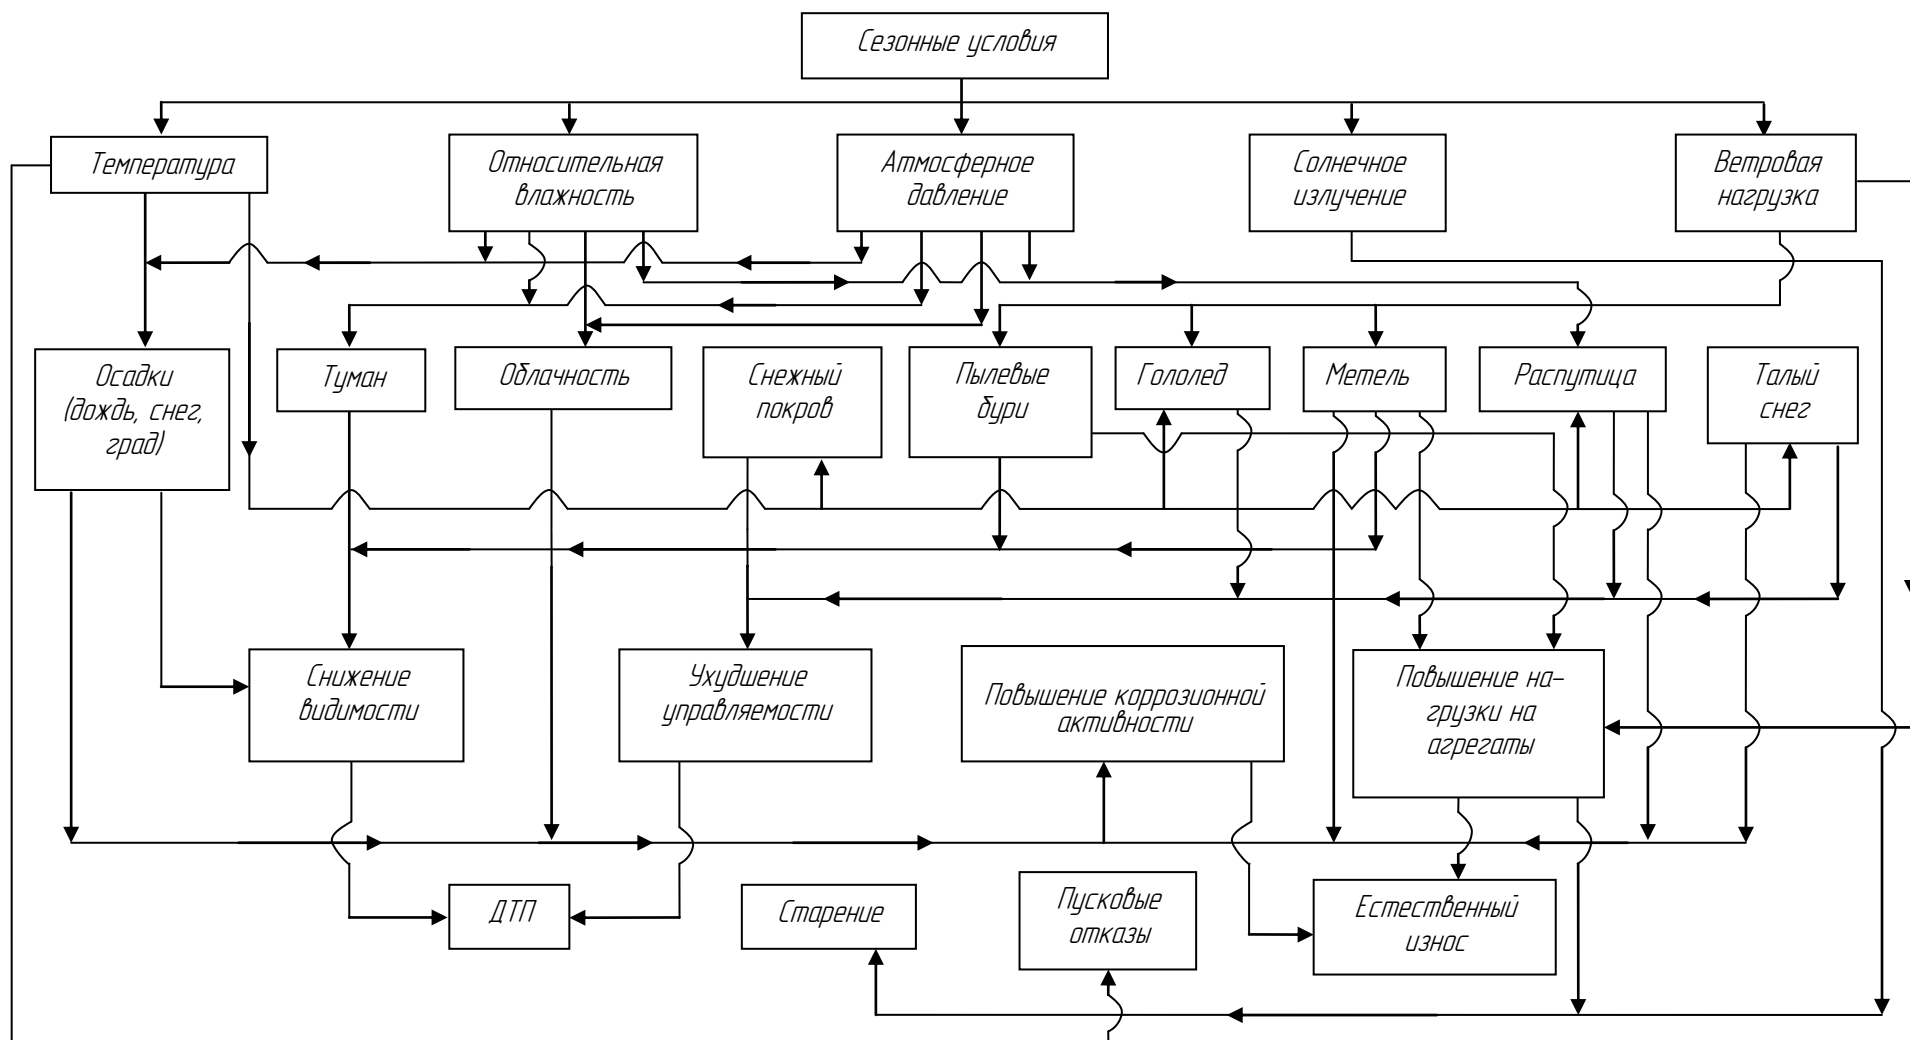 Сезонные условия
Температура
Относительная
влажность
Атмосферное
давление
Солнечное
излучение
Ветровая
нагрузка
Осадки
(дождь, снег,
град)
Туман
Облачность
Снежный
покров
Пылевые
бури
Гололед
Метель
Распутица
Талый
снег
Снижение
видимости
Ухудшение
управляемости
Повышение коррозионной
активности
Повышение на-
грузки на
агрегаты
ДТП
Старение
Пусковые
отказы
Естественный
износ